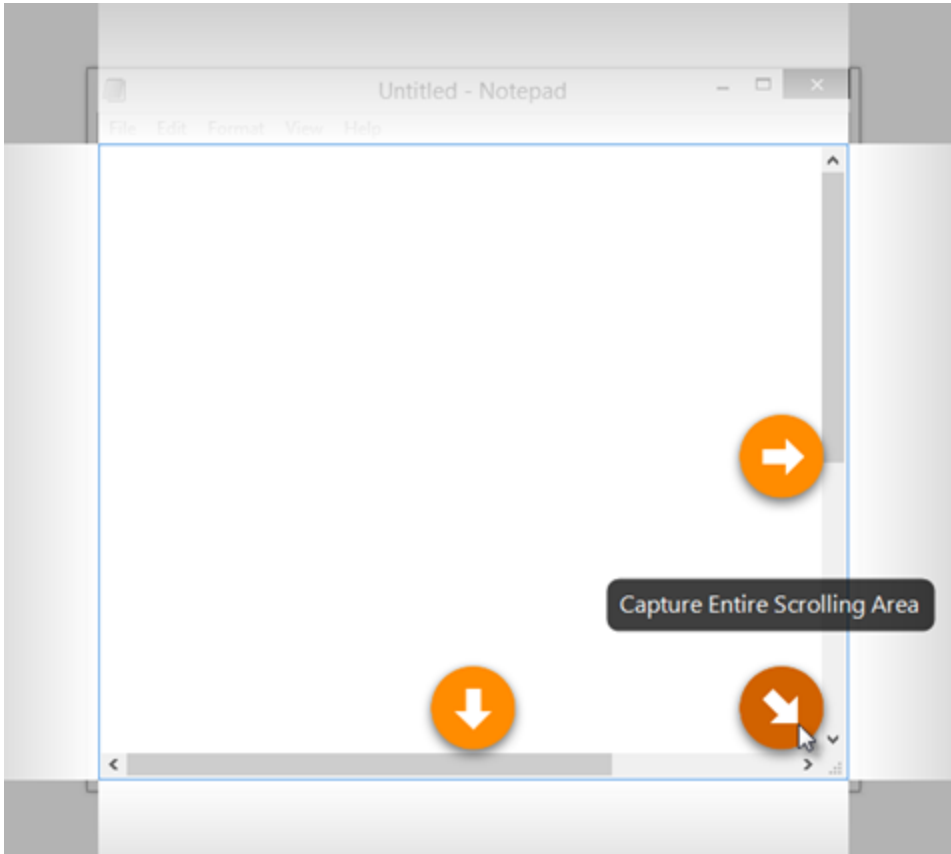 Untitled - Notepad
File Edit Format View Help
Capture Entire Scrolling Area